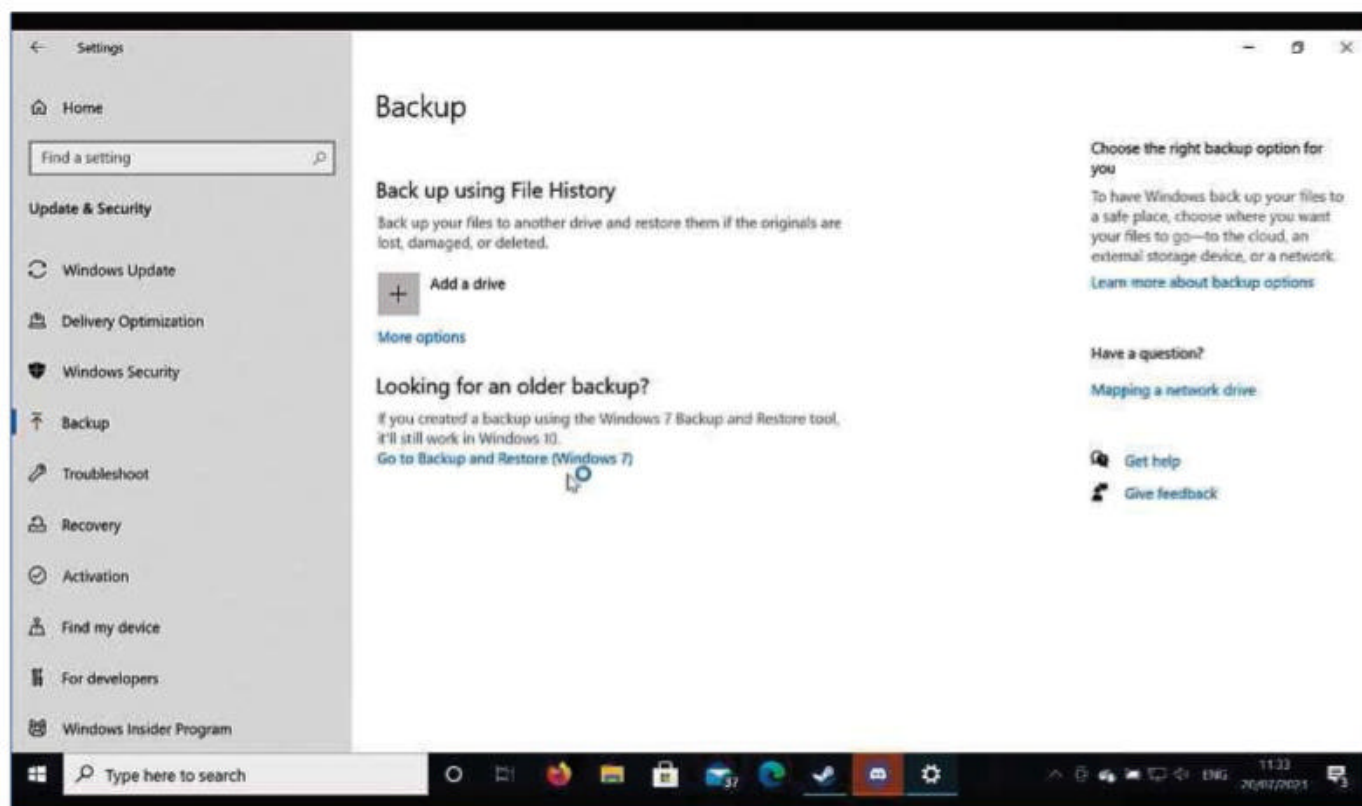 Settings
Home
Find a setting
Update & Security
Windows Update
Delivery Optimization
Windows Security
Backup
Troubleshoot
Recovery
Activation
Find my device
For developers
Windows Insider Program
Backup
Back up using File History
Back up your files to another drive and restore them if the originals are
lost, damaged, or deleted.
+ Add a drive
More options
Looking for an older backup?
If you created a backup using the Windows 7 Backup and Restore tool,
it'll still work in Windows 10.
Go to Backup and Restore (Windows 7)
Choose the right backup option for
you
To have Windows back up your files to
a safe place, choose where you want
your files to go—to the cloud, an
external storage device, or a network.
Learn more about backup options
Have a question?
Mapping a network drive
Get help
Give feedback
Type here to search
37
ENG
11:33
20/07/2021
3